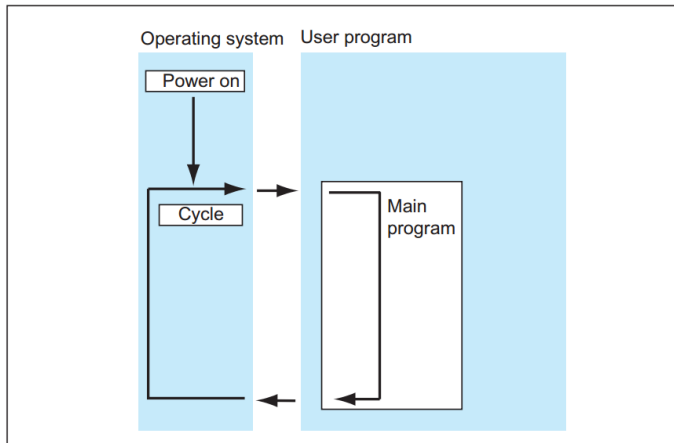 Operating system
User program
Power on
Cycle
Main
program